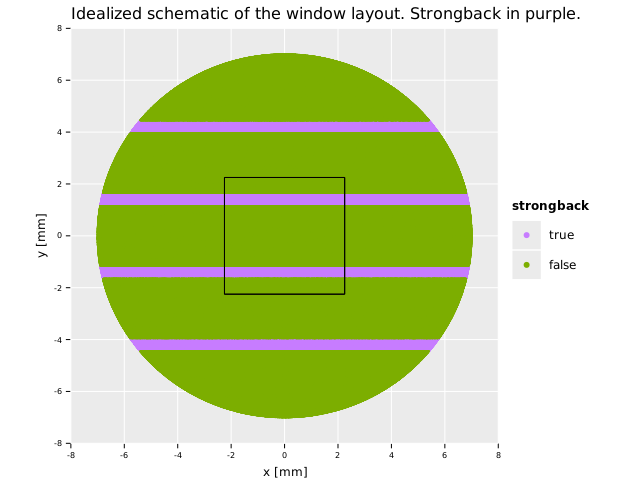 Idealized schematic of the window layout. Strongback in purple.
8
6
4
2
0
-2
-4
-6
-8
y [mm]
-8 -6 -4 -2 0 2 4 6 8
x [mm]
strongback
true
false